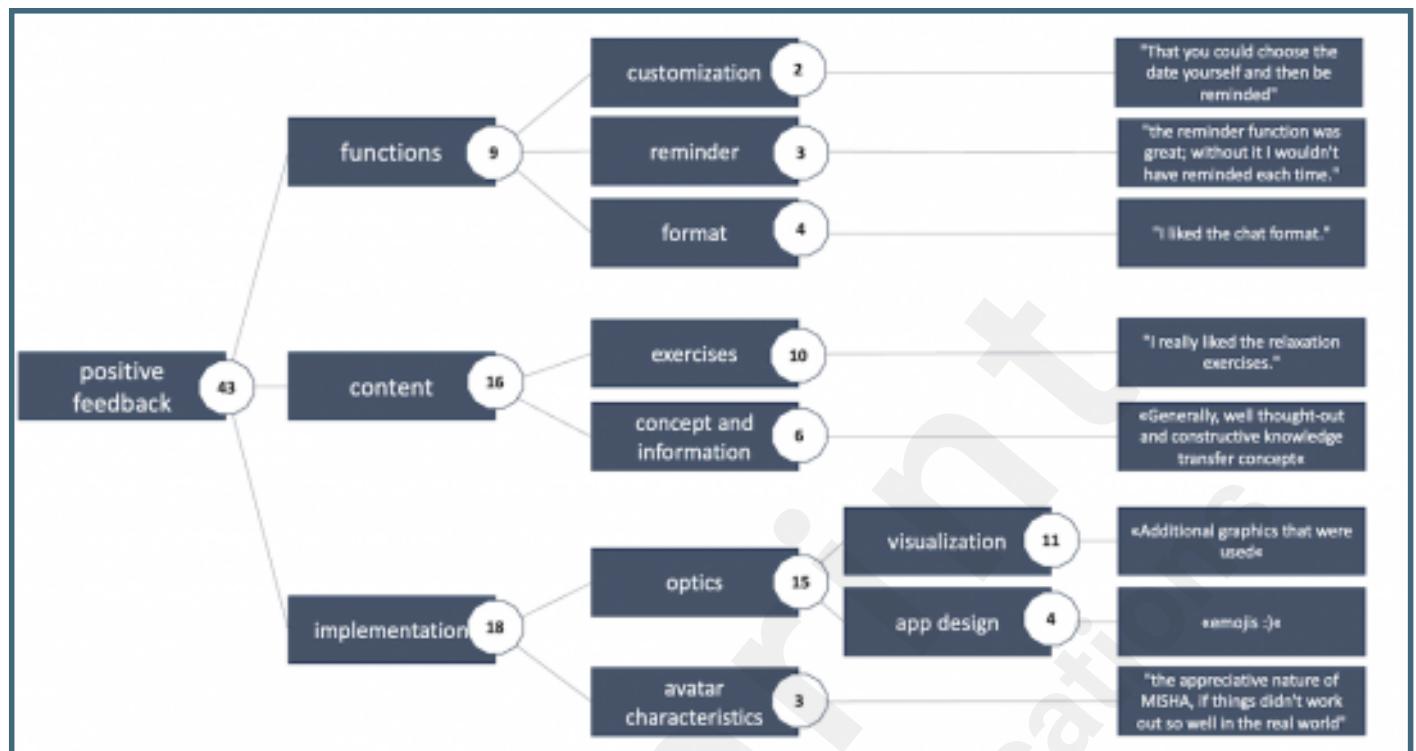 customization
2
"That you could choose the
date yourself and then be
reminded"
functions
9
reminder
3
"the reminder function was
great; without it I wouldn't
have reminded each time."
format
4
"I liked the chat format."
positive
feedback
43
content
16
exercises
10
"I really liked the relaxation
exercises."
concept and
information
6
«Generally, well thought-out
and constructive knowledge
transfer concept«
implementation
18
optics
15
visualization
11
«Additional graphics that were
used«
app design
4
«emojis :)«
avatar
characteristics
3
"the appreciative nature of
MISHA, if things didn't work
out so well in the real world"